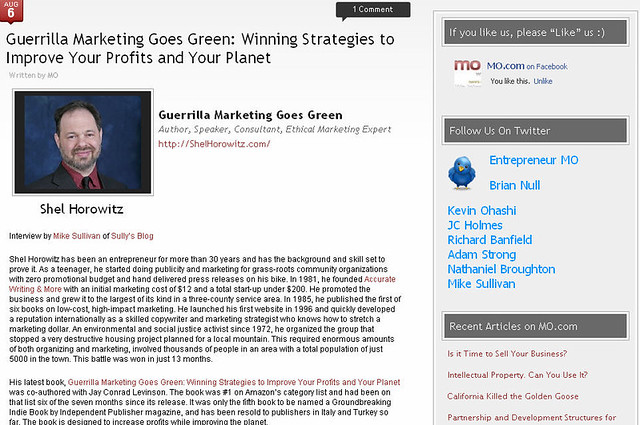 AUG
6
1 Comment
Guerrilla Marketing Goes Green: Winning Strategies to
Improve Your Profits and Your Planet
Written by MO
Guerrilla Marketing Goes Green
Author, Speaker, Consultant, Ethical Marketing Expert
http://ShelHorowitz.com/
Shel Horowitz
Interview by Mike Sullivan of Sully's Blog
Shel Horowitz has been an entrepreneur for more than 30 years and has the background and skill set to
prove it. As a teenager, he started doing publicity and marketing for grass-roots community organizations
with zero promotional budget and hand delivered press releases on his bike. In 1981, he founded Accurate
Writing & More with an initial marketing cost of $12 and a total start-up under $200. He promoted the
business and grew it to the largest of its kind in a three-county service area. In 1985, he published the first of
six books on low-cost, high-impact marketing. He launched his first website in 1996 and quickly developed
a reputation internationally as a skilled copywriter and marketing strategist who knows how to stretch a
marketing dollar. An environmental and social justice activist since 1972, he organized the group that
stopped a very destructive housing project planned for a local mountain. This required enormous amounts
of both organizing and marketing, involved thousands of people in an area with a total population of just
5000 in the town. This battle was won in just 13 months.
His latest book, Guerrilla Marketing Goes Green: Winning Strategies to Improve Your Profits and Your Planet
was co-authored with Jay Conrad Levinson. The book was #1 on Amazon's category list and had been on
that list six of the seven months since its release. It was only the fifth book to be named a Groundbreaking
Indie Book by Independent Publisher magazine, and has been resold to publishers in Italy and Turkey so
far. The book is designed to increase profits while improving the planet.
If you like us, please “Like” us :)
mo
MO.com on Facebook
You like this. Unlike
Follow Us On Twitter
Entrepreneur MO
Brian Null
Kevin Ohashi
JC Holmes
Richard Banfield
Adam Strong
Nathaniel Broughton
Mike Sullivan
Recent Articles on MO.com
Is it Time to Sell Your Business?
Intellectual Property. Can You Use It?
California Killed the Golden Goose
Partnership and Development Structures for